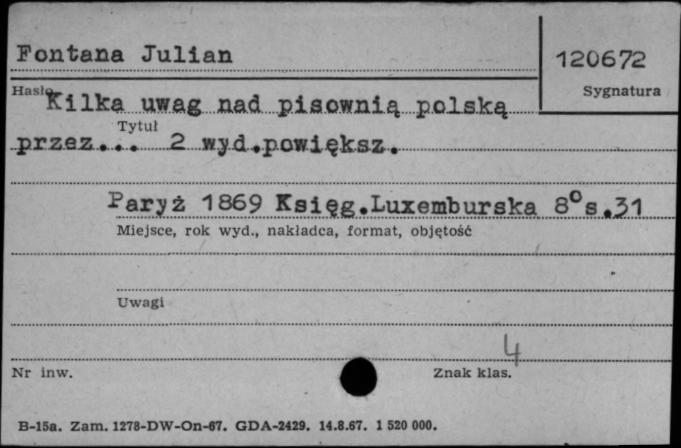 Fontana Julian
120672
Hasło
Sygnatura
Kilka uwag nad pisownią polską
Tytuł
przez... 2 wyd.powiększ.
Paryż 1869 Księg.Luxemburska 8°s.31
Miejsce, rok wyd., nakładca, format, objętość
Uwagi
4
Nr inw.
Znak klas.
B-15a. Zam. 1278-DW-On-67. GDA-2429. 14.8.67. 1 520 000.